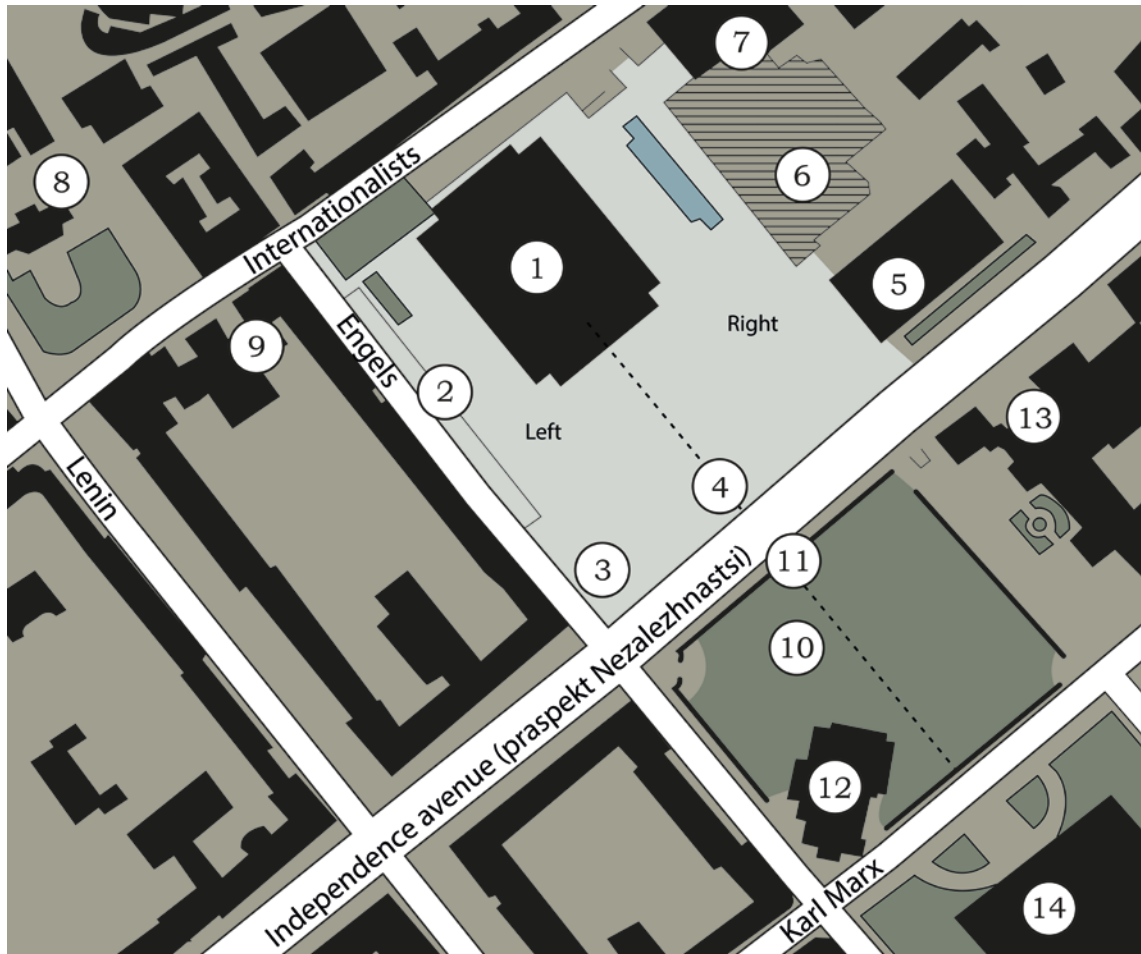 7
6
8
Internationalists
1
5
Right
9
Engels
2
Left
13
4
Lenin
3
11
Independence avenue (praspekt Nezalezhnastsi)
10
12
Karl Marx
14